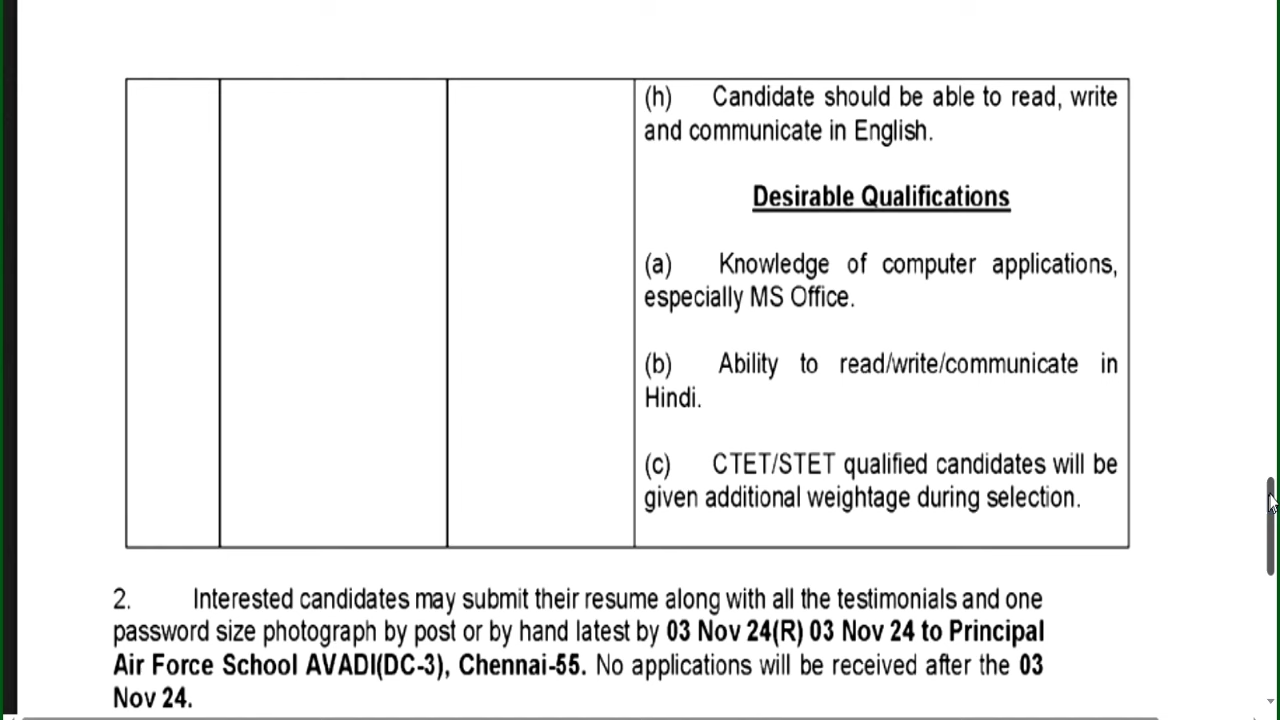 (h) Candidate should be able to read, write
and communicate in English.
Desirable Qualifications
(a) Knowledge of computer applications,
especially MS Office.
(b) Ability to read/write/communicate in
Hindi.
(c) CTET/STET qualified candidates will be
given additional weightage during selection.
2. Interested candidates may submit their resume along with all the testimonials and one
password size photograph by post or by hand latest by 03 Nov 24(R) 03 Nov 24 to Principal
Air Force School AVADI(DC-3), Chennai-55. No applications will be received after the 03
Nov 24.